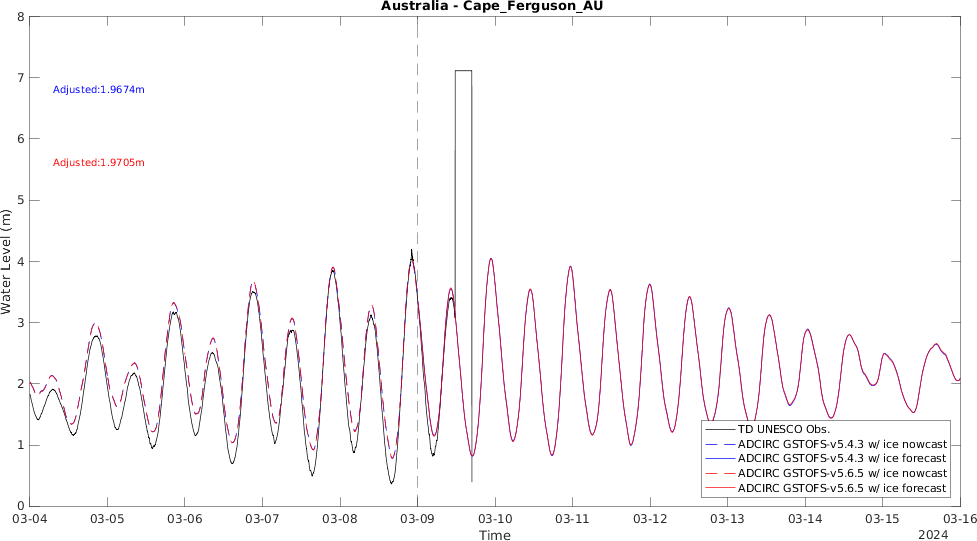 Australia - Cape_Ferguson_AU
8
7
Adjusted:1.9674m
6
Adjusted:1.9705m
5
4
3
2
1
0
Water Level (m)
TD UNESCO Obs.
ADCIRC GSTOFS-v5.4.3 w/ ice nowcast
ADCIRC GSTOFS-v5.4.3 w/ ice forecast
ADCIRC GSTOFS-v5.6.5 w/ ice nowcast
ADCIRC GSTOFS-v5.6.5 w/ ice forecast
03-04 03-05 03-06 03-07 03-08 03-09 03-10 03-11 03-12 03-13 03-14 03-15 03-16
Time
2024